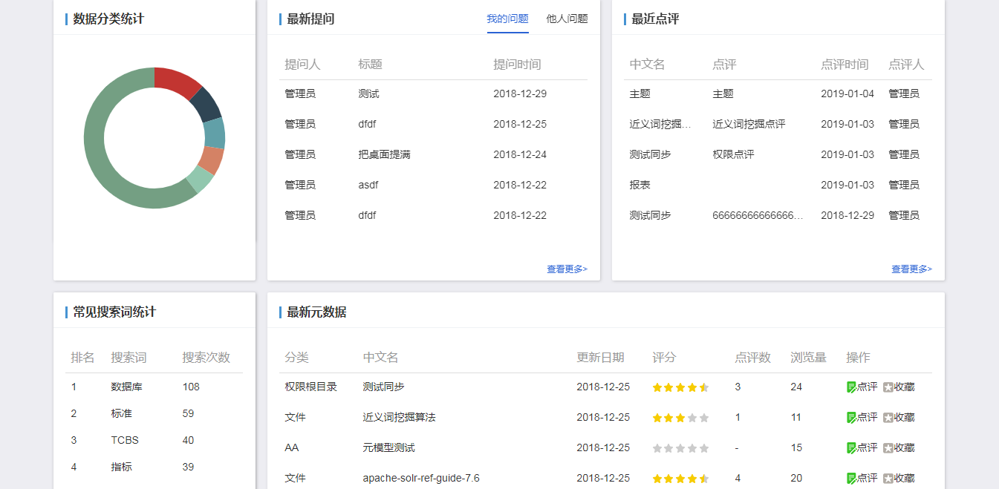 数据分类统计
最新提问 我的问题 他人问题
提问人 标题 提问时间
管理员 测试 2018-12-29
管理员 dfdf 2018-12-25
管理员 把桌面提满 2018-12-24
管理员 asdf 2018-12-22
管理员 dfdf 2018-12-22
查看更多>
最近点评
中文名 点评 点评时间 点评人
主题 主题 2019-01-04 管理员
近义词挖掘... 近义词挖掘点评 2019-01-03 管理员
测试同步 权限点评 2019-01-03 管理员
报表 2019-01-03 管理员
测试同步 66666666666666... 2018-12-29 管理员
查看更多>
常见搜索词统计
排名 搜索词 搜索次数
1 数据库 108
2 标准 59
3 TCBS 40
4 指标 39
最新元数据
分类 中文名 更新日期 评分 点评数 浏览量 操作
权限根目录 测试同步 2018-12-25 3 24 点评 收藏
文件 近义词挖掘算法 2018-12-25 1 11 点评 收藏
AA 元模型测试 2018-12-25 - 15 点评 收藏
文件 apache-solr-ref-guide-7.6 2018-12-25 4 20 点评 收藏